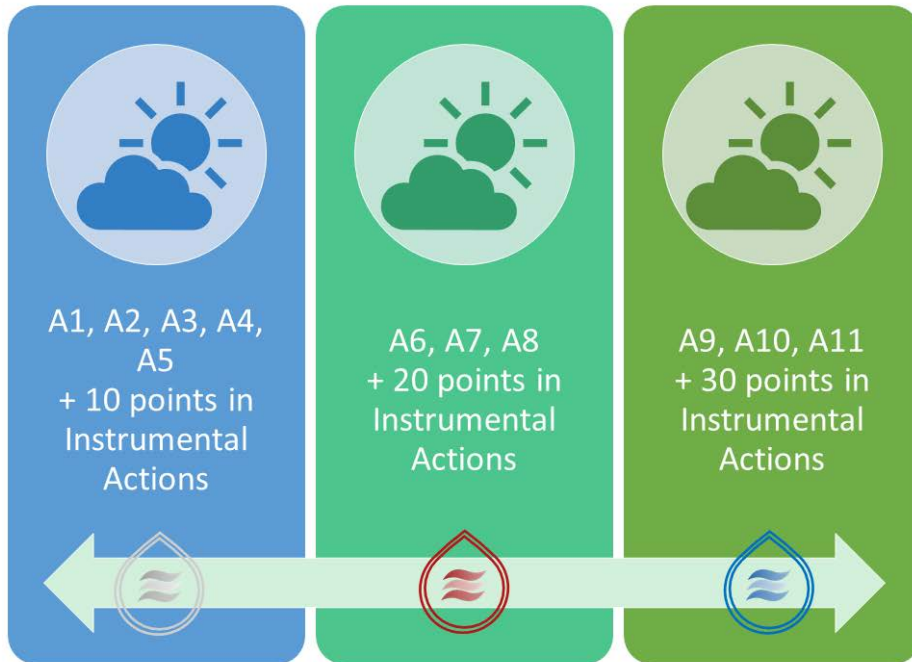 A1, A2, A3, A4,
A5
+ 10 points in
Instrumental
Actions
A6, A7, A8
+ 20 points in
Instrumental
Actions
A9, A10, A11
+ 30 points in
Instrumental
Actions